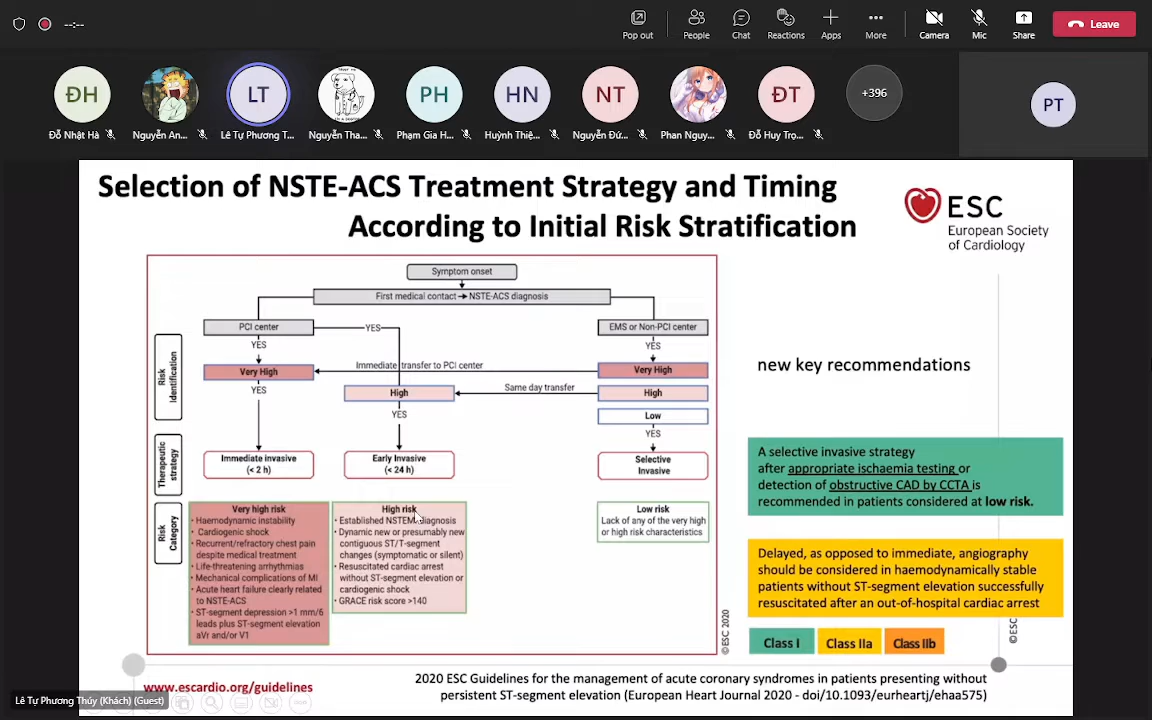 --:--
Pop out
People
Chat
Reactions
Apps
More
Camera
Mic
Share
Leave
ĐH
LT
PH
HN
NT
ĐT
+396
PT
Đỗ Nhật Hà
Nguyễn An...
Lê Tự Phương T...
Nguyễn Tha...
Phạm Gia H...
Huỳnh Thiệ...
Nguyễn Đứ...
Phan Nguy...
Đỗ Huy Trọ...
Selection of NSTE-ACS Treatment Strategy and Timing
According to Initial Risk Stratification
ESC
European Society
of Cardiology
Symptom onset
First medical contact → NSTE-ACS diagnosis
PCI center
YES
EMS or Non-PCI center
YES
YES
Risk
Identification
Very High
Immediate transfer to PCI center
Very High
YES
High
Same day transfer
High
YES
Low
YES
Therapeutic
strategy
Immediate invasive
(< 2 h)
Early Invasive
(< 24 h)
Selective
Invasive
Risk
Category
Very high risk
• Haemodynamic instability
• Cardiogenic shock
• Recurrent/refractory chest pain
despite medical treatment
• Life-threatening arrhythmias
• Mechanical complications of MI
• Acute heart failure clearly related
to NSTE-ACS
• ST-segment depression >1 mm/6
leads plus ST-segment elevation
aVr and/or V1
High risk
• Established NSTEMI diagnosis
• Dynamic new or presumably new
contiguous ST/T-segment
changes (symptomatic or silent)
• Resuscitated cardiac arrest
without ST-segment elevation or
cardiogenic shock
• GRACE risk score >140
Low risk
Lack of any of the very high
or high risk characteristics
©ESC 2020
new key recommendations
A selective invasive strategy
after appropriate ischaemia testing or
detection of obstructive CAD by CCTA is
recommended in patients considered at low risk.
Delayed, as opposed to immediate, angiography
should be considered in haemodynamically stable
patients without ST-segment elevation successfully
resuscitated after an out-of-hospital cardiac arrest
©ESC
Class I
Class IIa
Class IIb
www.escardio.org/guidelines
2020 ESC Guidelines for the management of acute coronary syndromes in patients presenting without
persistent ST-segment elevation (European Heart Journal 2020 - doi/10.1093/eurheartj/ehaa575)
Lê Tự Phương Thúy (Khách) (Guest)